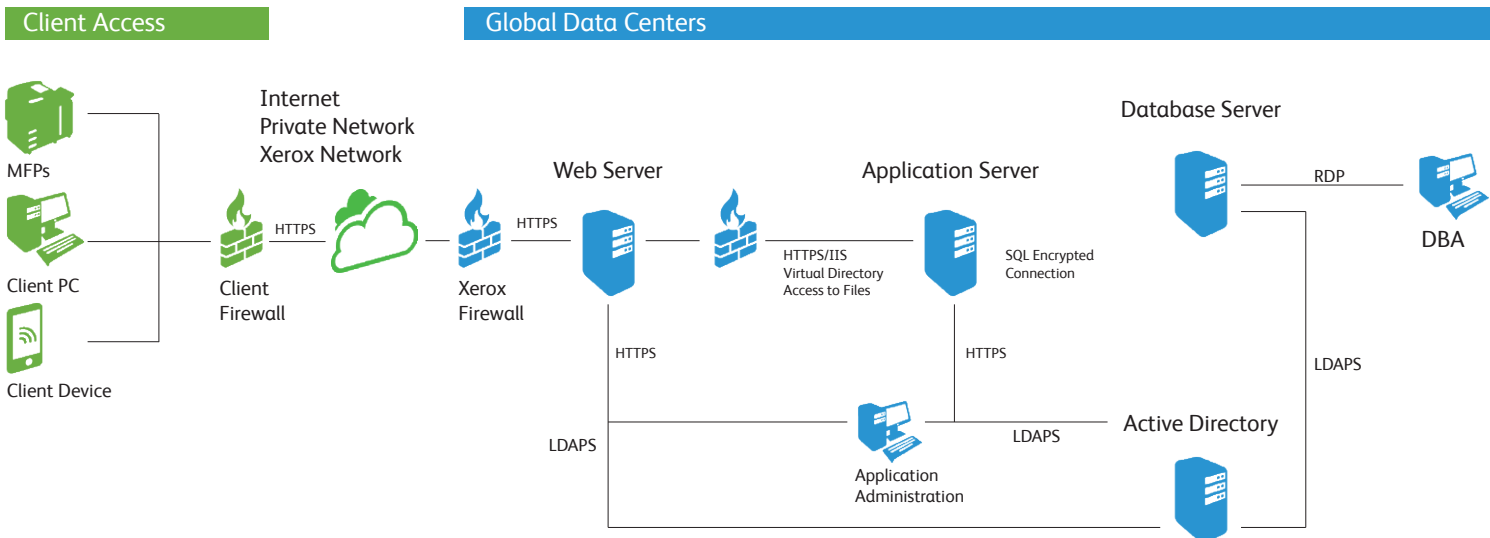 Client Access
Global Data Centers
MFPs
Client PC
Client Device
Internet
Private Network
Xerox Network
HTTPS
Client
Firewall
Xerox
Firewall
HTTPS
Web Server
HTTPS/IIS
Virtual Directory
Access to Files
Application Server
SQL Encrypted
Connection
Database Server
RDP
DBA
HTTPS
HTTPS
LDAPS
LDAPS
Application
Administration
LDAPS
Active Directory